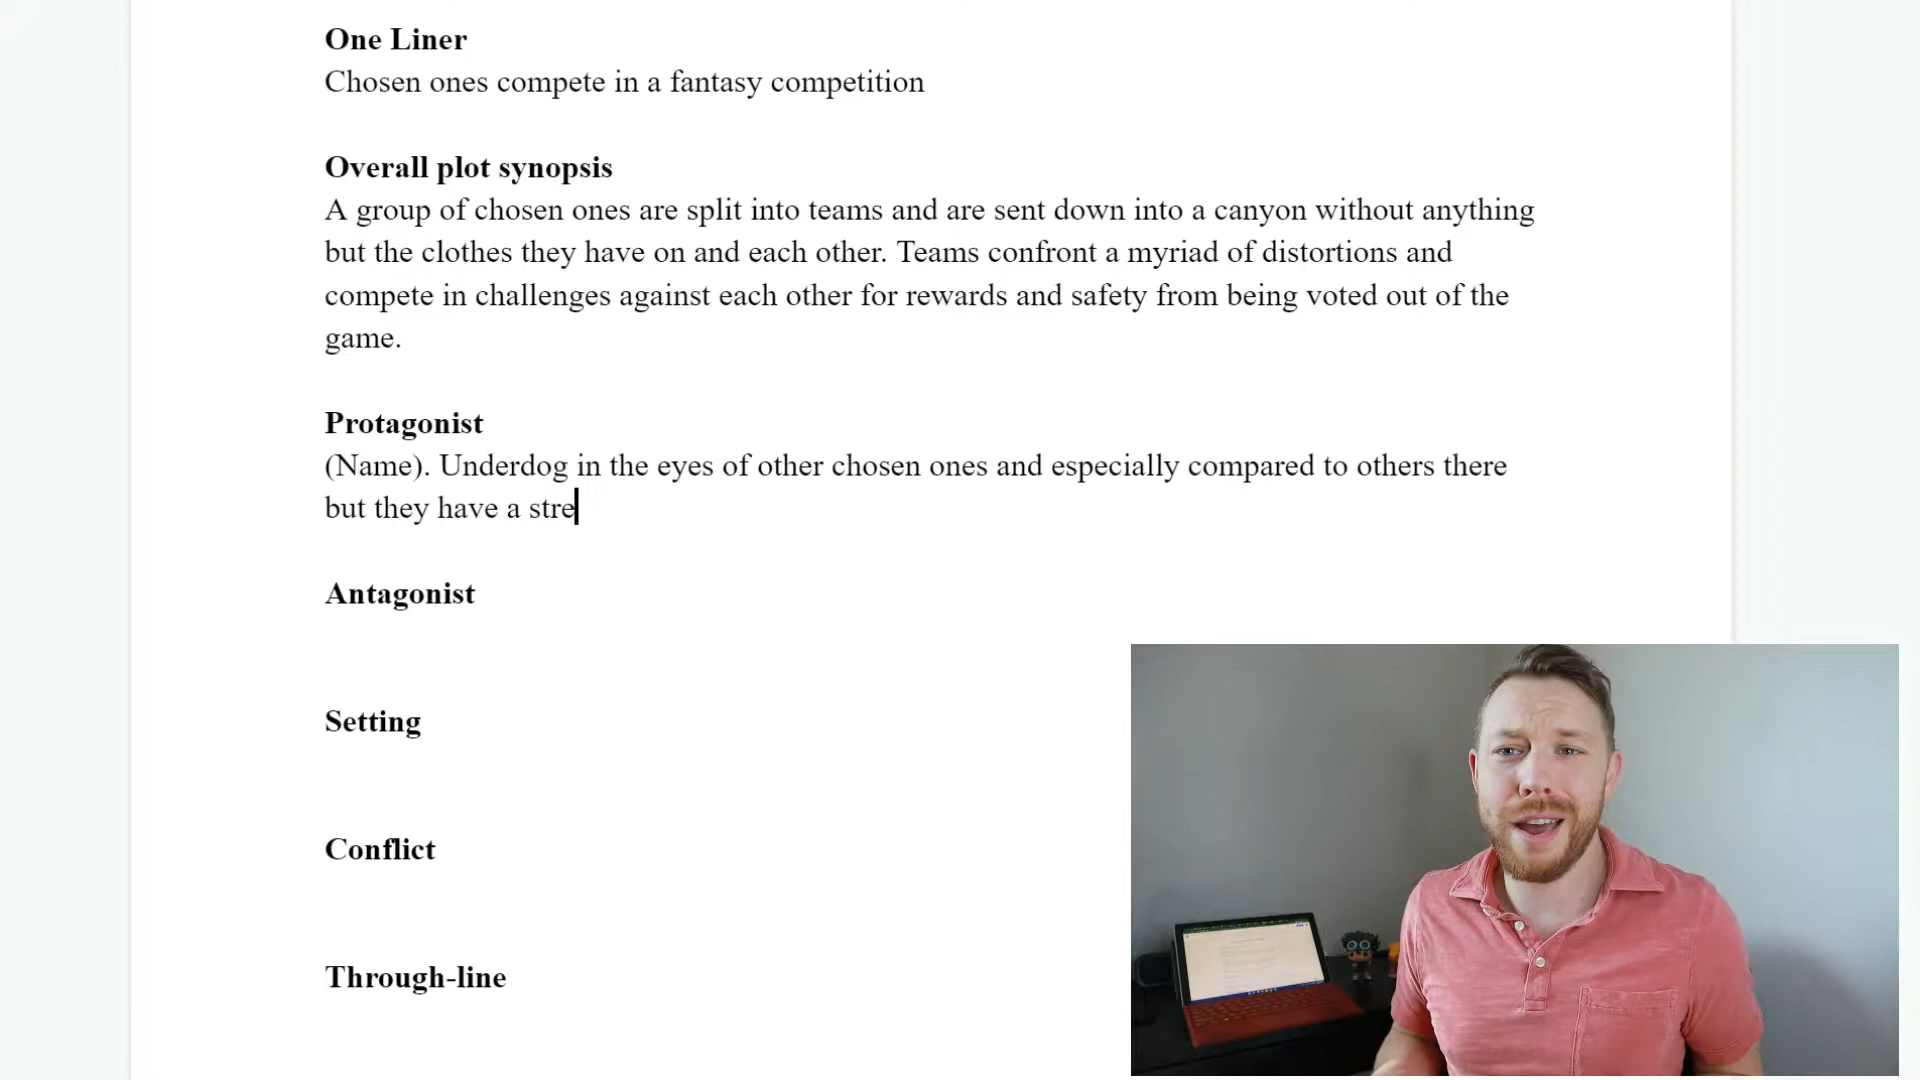 One Liner
Chosen ones compete in a fantasy competition
Overall plot synopsis
A group of chosen ones are split into teams and are sent down into a canyon without anything
but the clothes they have on and each other. Teams confront a myriad of distortions and
compete in challenges against each other for rewards and safety from being voted out of the
game.
Protagonist
(Name). Underdog in the eyes of other chosen ones and especially compared to others there
but they have a stre
Antagonist
Setting
Conflict
Through-line